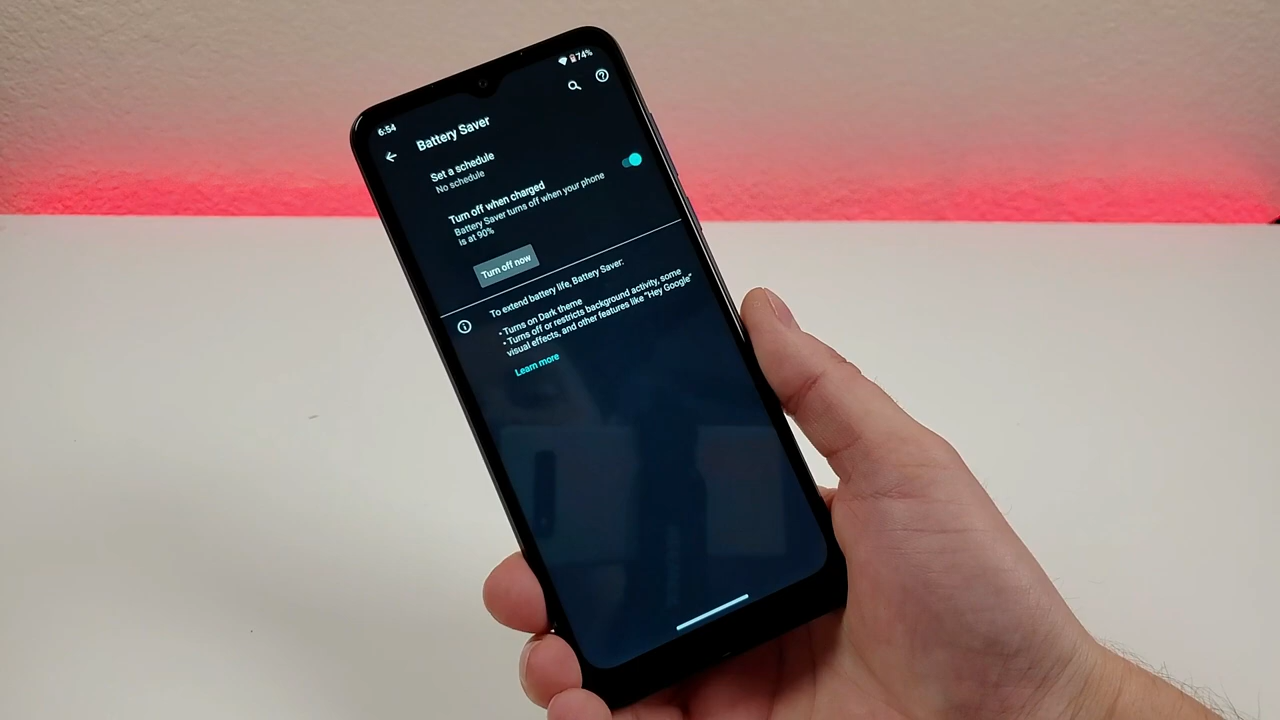 6:54
74%
Battery Saver
Set a schedule
No schedule
Turn off when charged
Battery Saver turns off when your phone
is at 90%
Turn off now
To extend battery life, Battery Saver:
• Turns on Dark theme
• Turns off or restricts background activity, some
visual effects, and other features like “Hey Google”
Learn more